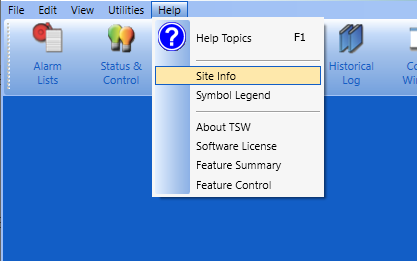 File Edit View Utilities Help
Help Topics F1
Alarm Lists
Status & Control
Historical Log
Site Info
Symbol Legend
About TSW
Software License
Feature Summary
Feature Control